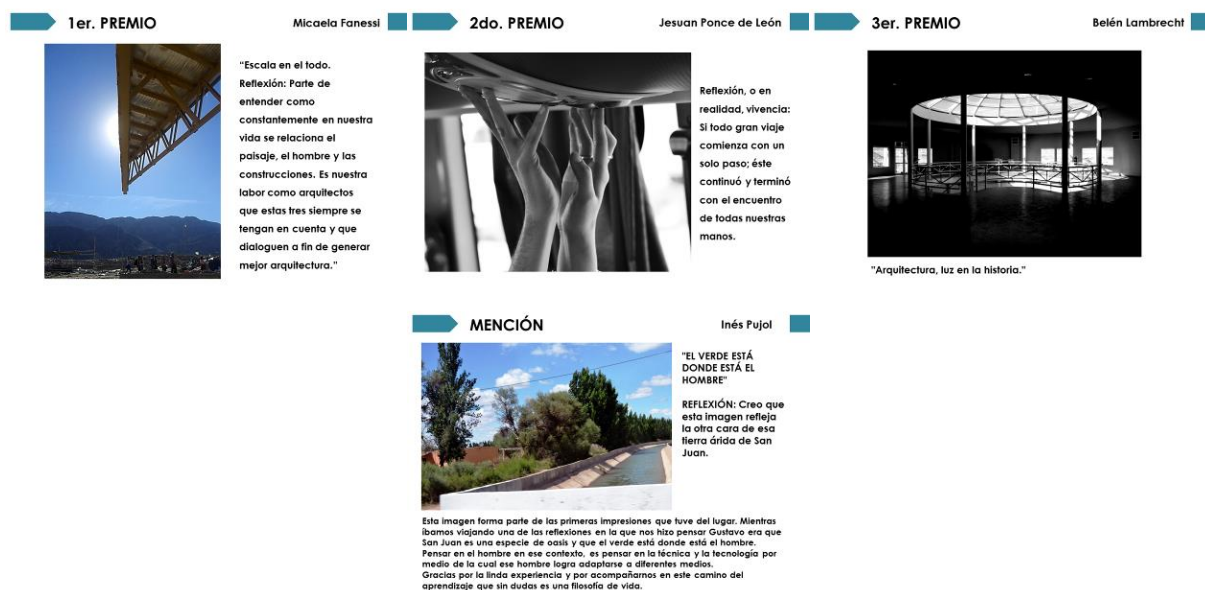 1er. PREMIO
Micaela Fanessi
"Escala en el todo.
Reflexión: Parte de
entender como
constantemente en nuestra
vida se relaciona el
paisaje, el hombre y las
construcciones. Es nuestra
labor como arquitectos
que estas tres siempre se
tengan en cuenta y que
dialoguen a fin de generar
mejor arquitectura."
2do. PREMIO
Jesuan Ponce de León
Reflexión, o en
realidad, vivencia:
Si todo gran viaje
comienza con un
solo paso; éste
continuó y terminó
con el encuentro
de todas nuestras
manos.
3er. PREMIO
Belén Lambrecht
"Arquitectura, luz en la historia."
MENCIÓN
Inés Pujol
"EL VERDE ESTÁ
DONDE ESTÁ EL
HOMBRE"
REFLEXIÓN: Creo que
esta imagen refleja
la otra cara de esa
tierra árida de San
Juan.
Esta imagen forma parte de las primeras impresiones que tuve del lugar. Mientras
íbamos viajando una de las reflexiones en la que nos hizo pensar Gustavo era que
San Juan es una especie de oasis y que el verde está donde está el hombre.
Pensar en el hombre en ese contexto, es pensar en la técnica y la tecnología por
medio de la cual ese hombre logra adaptarse a diferentes medios.
Gracias por la linda experiencia y por acompañarnos en este camino del
aprendizaje que sin dudas es una filosofía de vida.